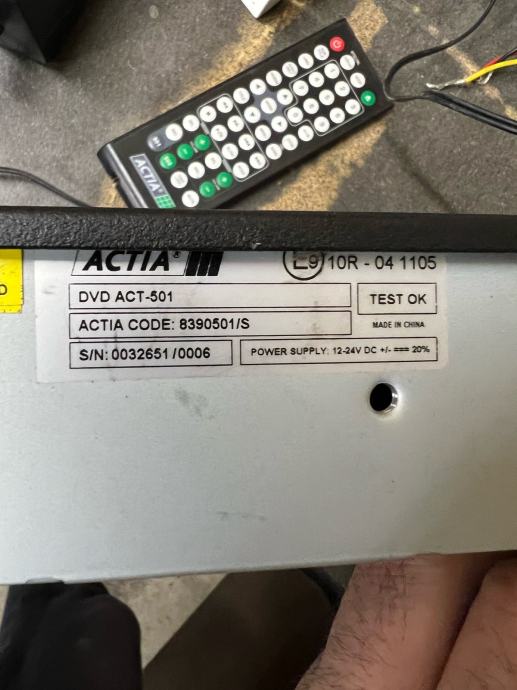 ACTIA
D
ACTIA®
E9 10R - 04 1105
DVD ACT-501
TEST OK
ACTIA CODE: 8390501/S
MADE IN CHINA
S/N: 0032651/0006
POWER SUPPLY: 12-24V DC +/- 20%